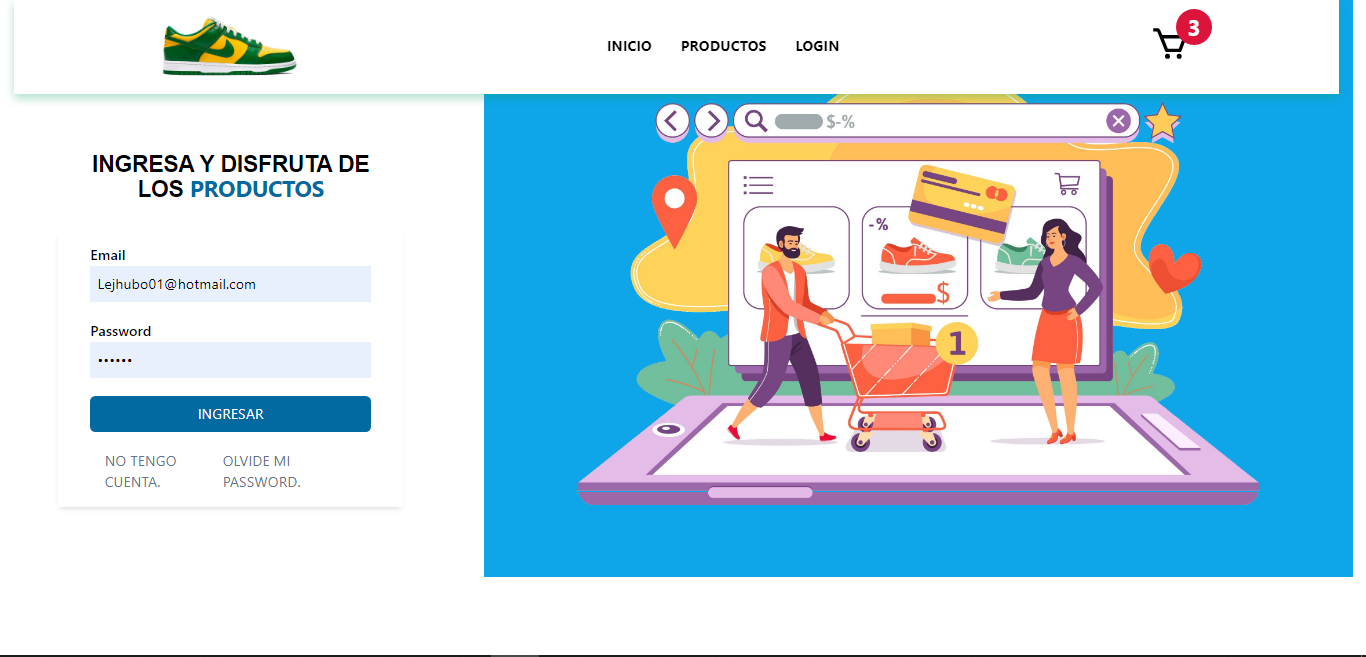 INICIO PRODUCTOS LOGIN
3
INGRESA Y DISFRUTA DE
LOS PRODUCTOS
Email
Lejhubo01@hotmail.com
Password
••••••
INGRESAR
NO TENGO
CUENTA.
OLVIDE MI
PASSWORD.
$-%
-%
$
1